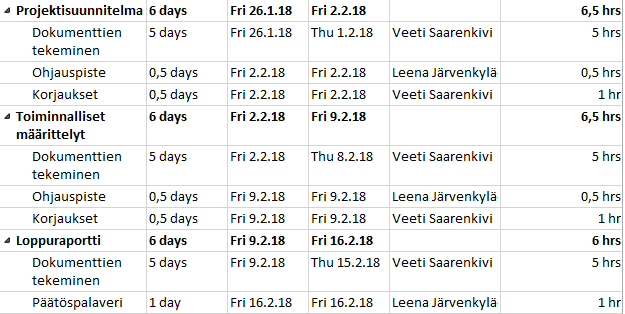 Projektisuunnitelma 6 days Fri 26.1.18 Fri 2.2.18 6,5 hrs
Dokumenttien tekeminen 5 days Fri 26.1.18 Thu 1.2.18 Veeti Saarenkivi 5 hrs
Ohjauspiste 0,5 days Fri 2.2.18 Fri 2.2.18 Leena Järvenkylä 0,5 hrs
Korjaukset 0,5 days Fri 2.2.18 Fri 2.2.18 Veeti Saarenkivi 1 hr
Toiminnalliset määrittelyt 6 days Fri 2.2.18 Fri 9.2.18 6,5 hrs
Dokumenttien tekeminen 5 days Fri 2.2.18 Thu 8.2.18 Veeti Saarenkivi 5 hrs
Ohjauspiste 0,5 days Fri 9.2.18 Fri 9.2.18 Leena Järvenkylä 0,5 hrs
Korjaukset 0,5 days Fri 9.2.18 Fri 9.2.18 Veeti Saarenkivi 1 hr
Loppuraportti 6 days Fri 9.2.18 Fri 16.2.18 6 hrs
Dokumenttien tekeminen 5 days Fri 9.2.18 Thu 15.2.18 Veeti Saarenkivi 5 hrs
Päätöspalaveri 1 day Fri 16.2.18 Fri 16.2.18 Leena Järvenkylä 1 hr